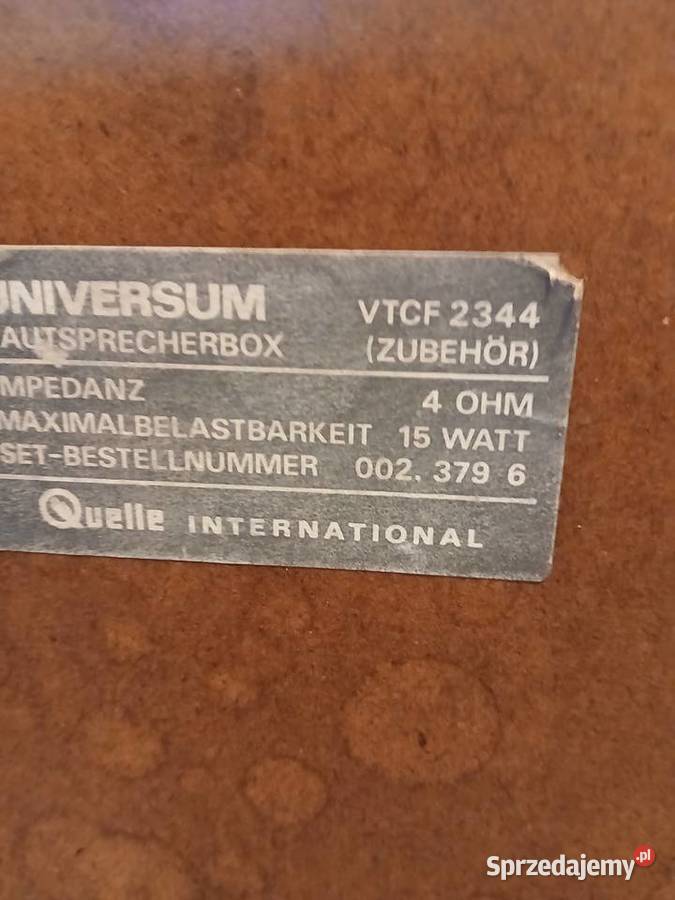 UNIVERSUM VTCF 2344
AUTSPRECHERBOX (ZUBEHÖR)
MPEDANZ 4 OHM
MAXIMALBELASTBARKEIT 15 WATT
SET-BESTELLNUMMER 002. 379 6
Quelle INTERNATIONAL
Sprzedajemy.pl